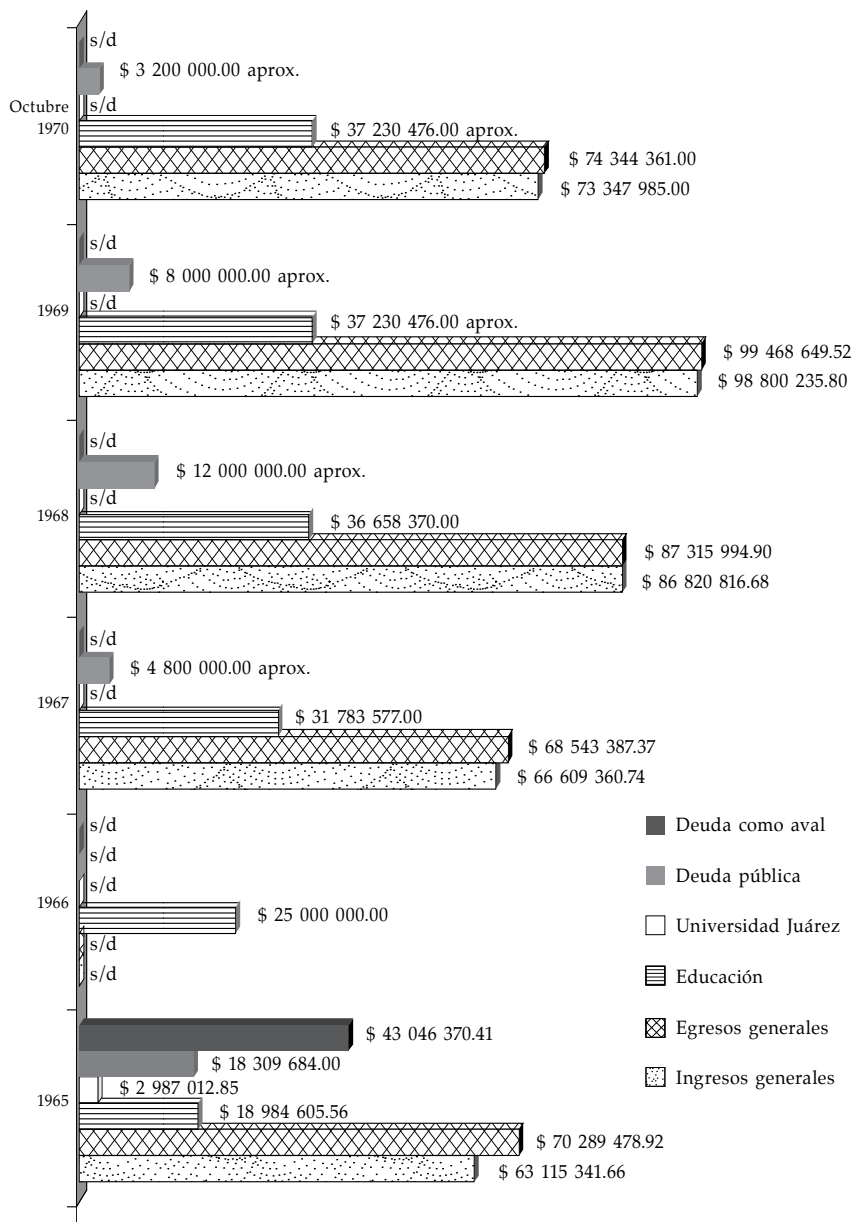 s/d
$ 3 200 000.00 aprox.
s/d
Octubre
1970
$ 37 230 476.00 aprox.
$ 74 344 361.00
$ 73 347 985.00
s/d
$ 8 000 000.00 aprox.
s/d
1969
$ 37 230 476.00 aprox.
$ 99 468 649.52
$ 98 800 235.80
s/d
$ 12 000 000.00 aprox.
s/d
1968
$ 36 658 370.00
$ 87 315 994.90
$ 86 820 816.68
s/d
$ 4 800 000.00 aprox.
s/d
1967
$ 31 783 577.00
$ 68 543 387.37
$ 66 609 360.74
s/d
s/d
s/d
1966
$ 25 000 000.00
s/d
s/d
$ 43 046 370.41
$ 18 309 684.00
$ 2 987 012.85
1965
$ 18 984 605.56
$ 70 289 478.92
$ 63 115 341.66
Deuda como aval
Deuda pública
Universidad Juárez
Educación
Egresos generales
Ingresos generales